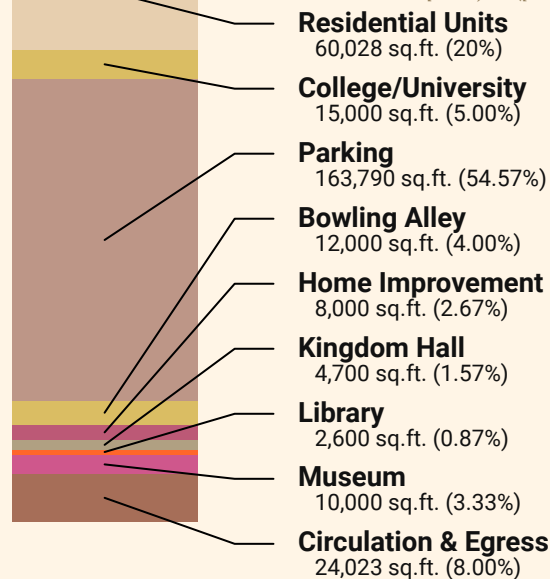 Residential Units
60,028 sq.ft. (20%)
College/University
15,000 sq.ft. (5.00%)
Parking
163,790 sq.ft. (54.57%)
Bowling Alley
12,000 sq.ft. (4.00%)
Home Improvement
8,000 sq.ft. (2.67%)
Kingdom Hall
4,700 sq.ft. (1.57%)
Library
2,600 sq.ft. (0.87%)
Museum
10,000 sq.ft. (3.33%)
Circulation & Egress
24,023 sq.ft. (8.00%)